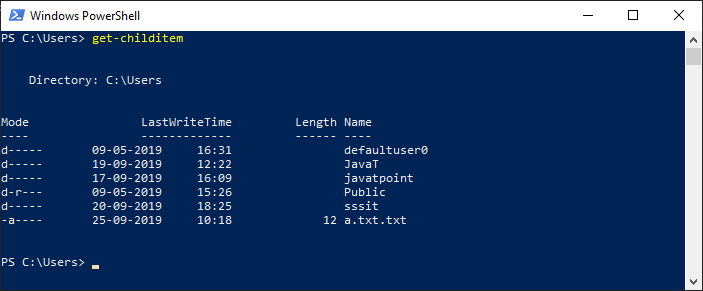 Windows PowerShell
PS C:\Users> get-childitem
    Directory: C:\Users
Mode                LastWriteTime         Length Name
----                -------------         ------ ----
d-----       09-05-2019     16:31                defaultuser0
d-----       19-09-2019     12:22                JavaT
d-----       17-09-2019     16:09                javatpoint
d-r---       09-05-2019     15:26                Public
d-----       20-09-2019     18:25                sssit
-a----       25-09-2019     10:18             12 a.txt.txt
PS C:\Users>